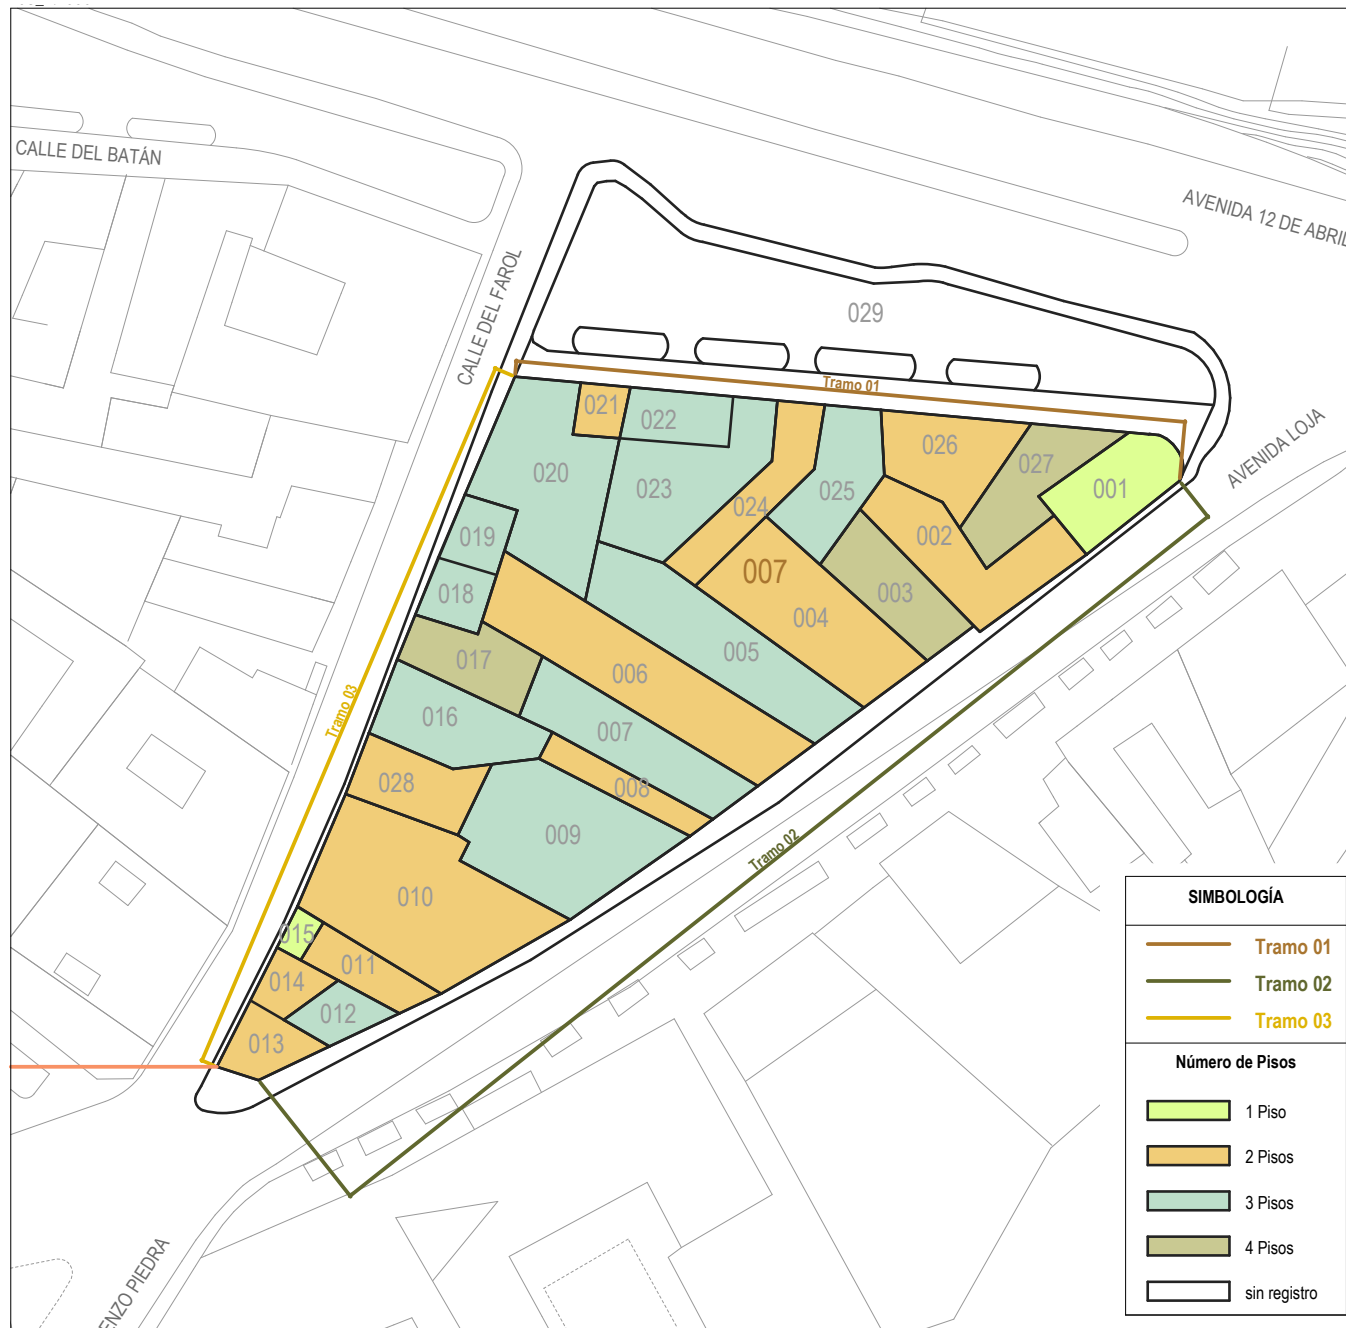 CALLE DEL BATÁN
AVENIDA 12 DE ABRIL
CALLE DEL FAROL
029
Tramo 01
AVENIDA LOJA
021
022
020
023
024
025
026
027
001
019
018
002
007
003
004
017
005
006
016
007
Tramo 03
028
008
009
Tramo 02
010
015
011
014
012
013
ENZO PIEDRA
SIMBOLOGÍA
Tramo 01
Tramo 02
Tramo 03
Número de Pisos
1 Piso
2 Pisos
3 Pisos
4 Pisos
sin registro